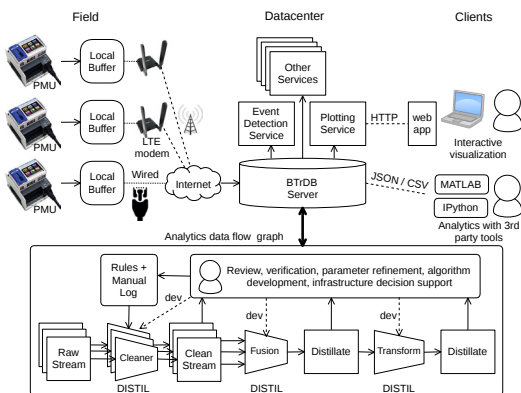 Field
Datacenter
Clients
PMU
Local
Buffer
PMU
Local
Buffer
LTE
modem
PMU
Local
Buffer
Wired
Internet
Other
Services
Event
Detection
Service
Plotting
Service
HTTP
web
app
Interactive
visualization
BTrDB
Server
JSON / CSV
MATLAB
IPython
Analytics with 3rd
party tools
Analytics data flow graph
Rules +
Manual
Log
Review, verification, parameter refinement, algorithm
development, infrastructure decision support
dev
dev
dev
Raw
Stream
Cleaner
Clean
Stream
Fusion
Distillate
Transform
Distillate
DISTIL
DISTIL
DISTIL